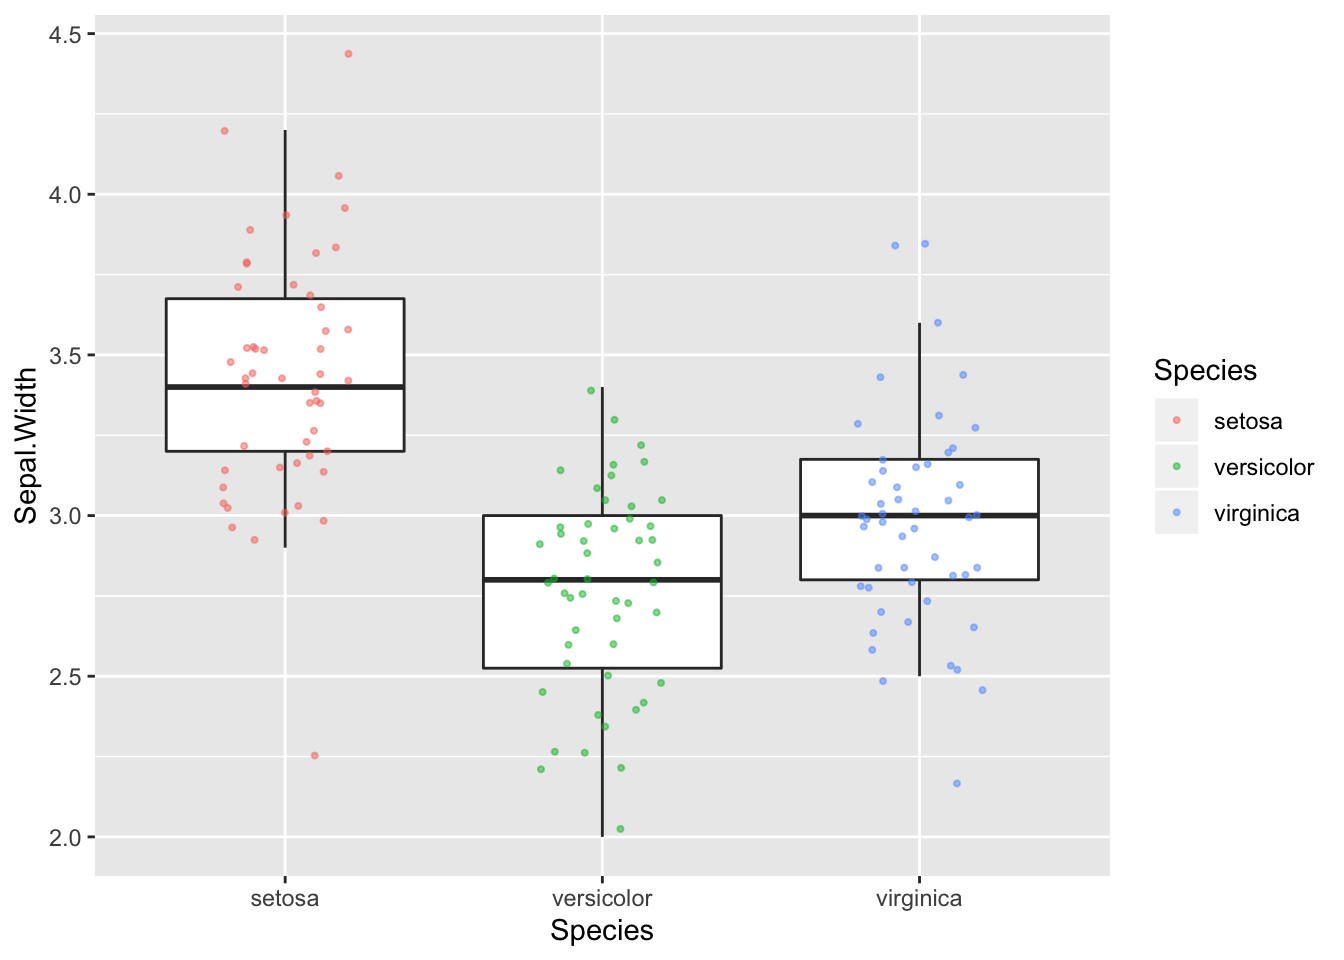 Sepal.Width
4.5
4.0
3.5
3.0
2.5
2.0
setosa
versicolor
virginica
Species
Species
setosa
versicolor
virginica